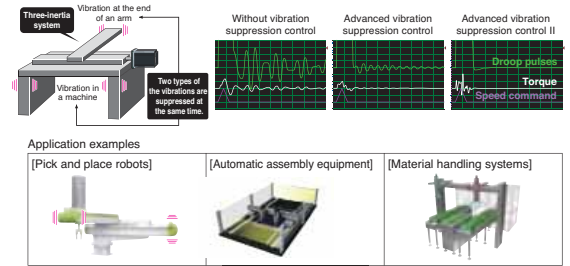 Three-inertia
system
Vibration at the end
of an arm
Vibration in
a machine
Two types of
the vibrations are
suppressed at
the same time.
Without vibration
suppression control
Advanced vibration
suppression control
Advanced vibration
suppression control II
Droop pulses
Torque
Speed command
Application examples
[Pick and place robots]
[Automatic assembly equipment]
[Material handling systems]